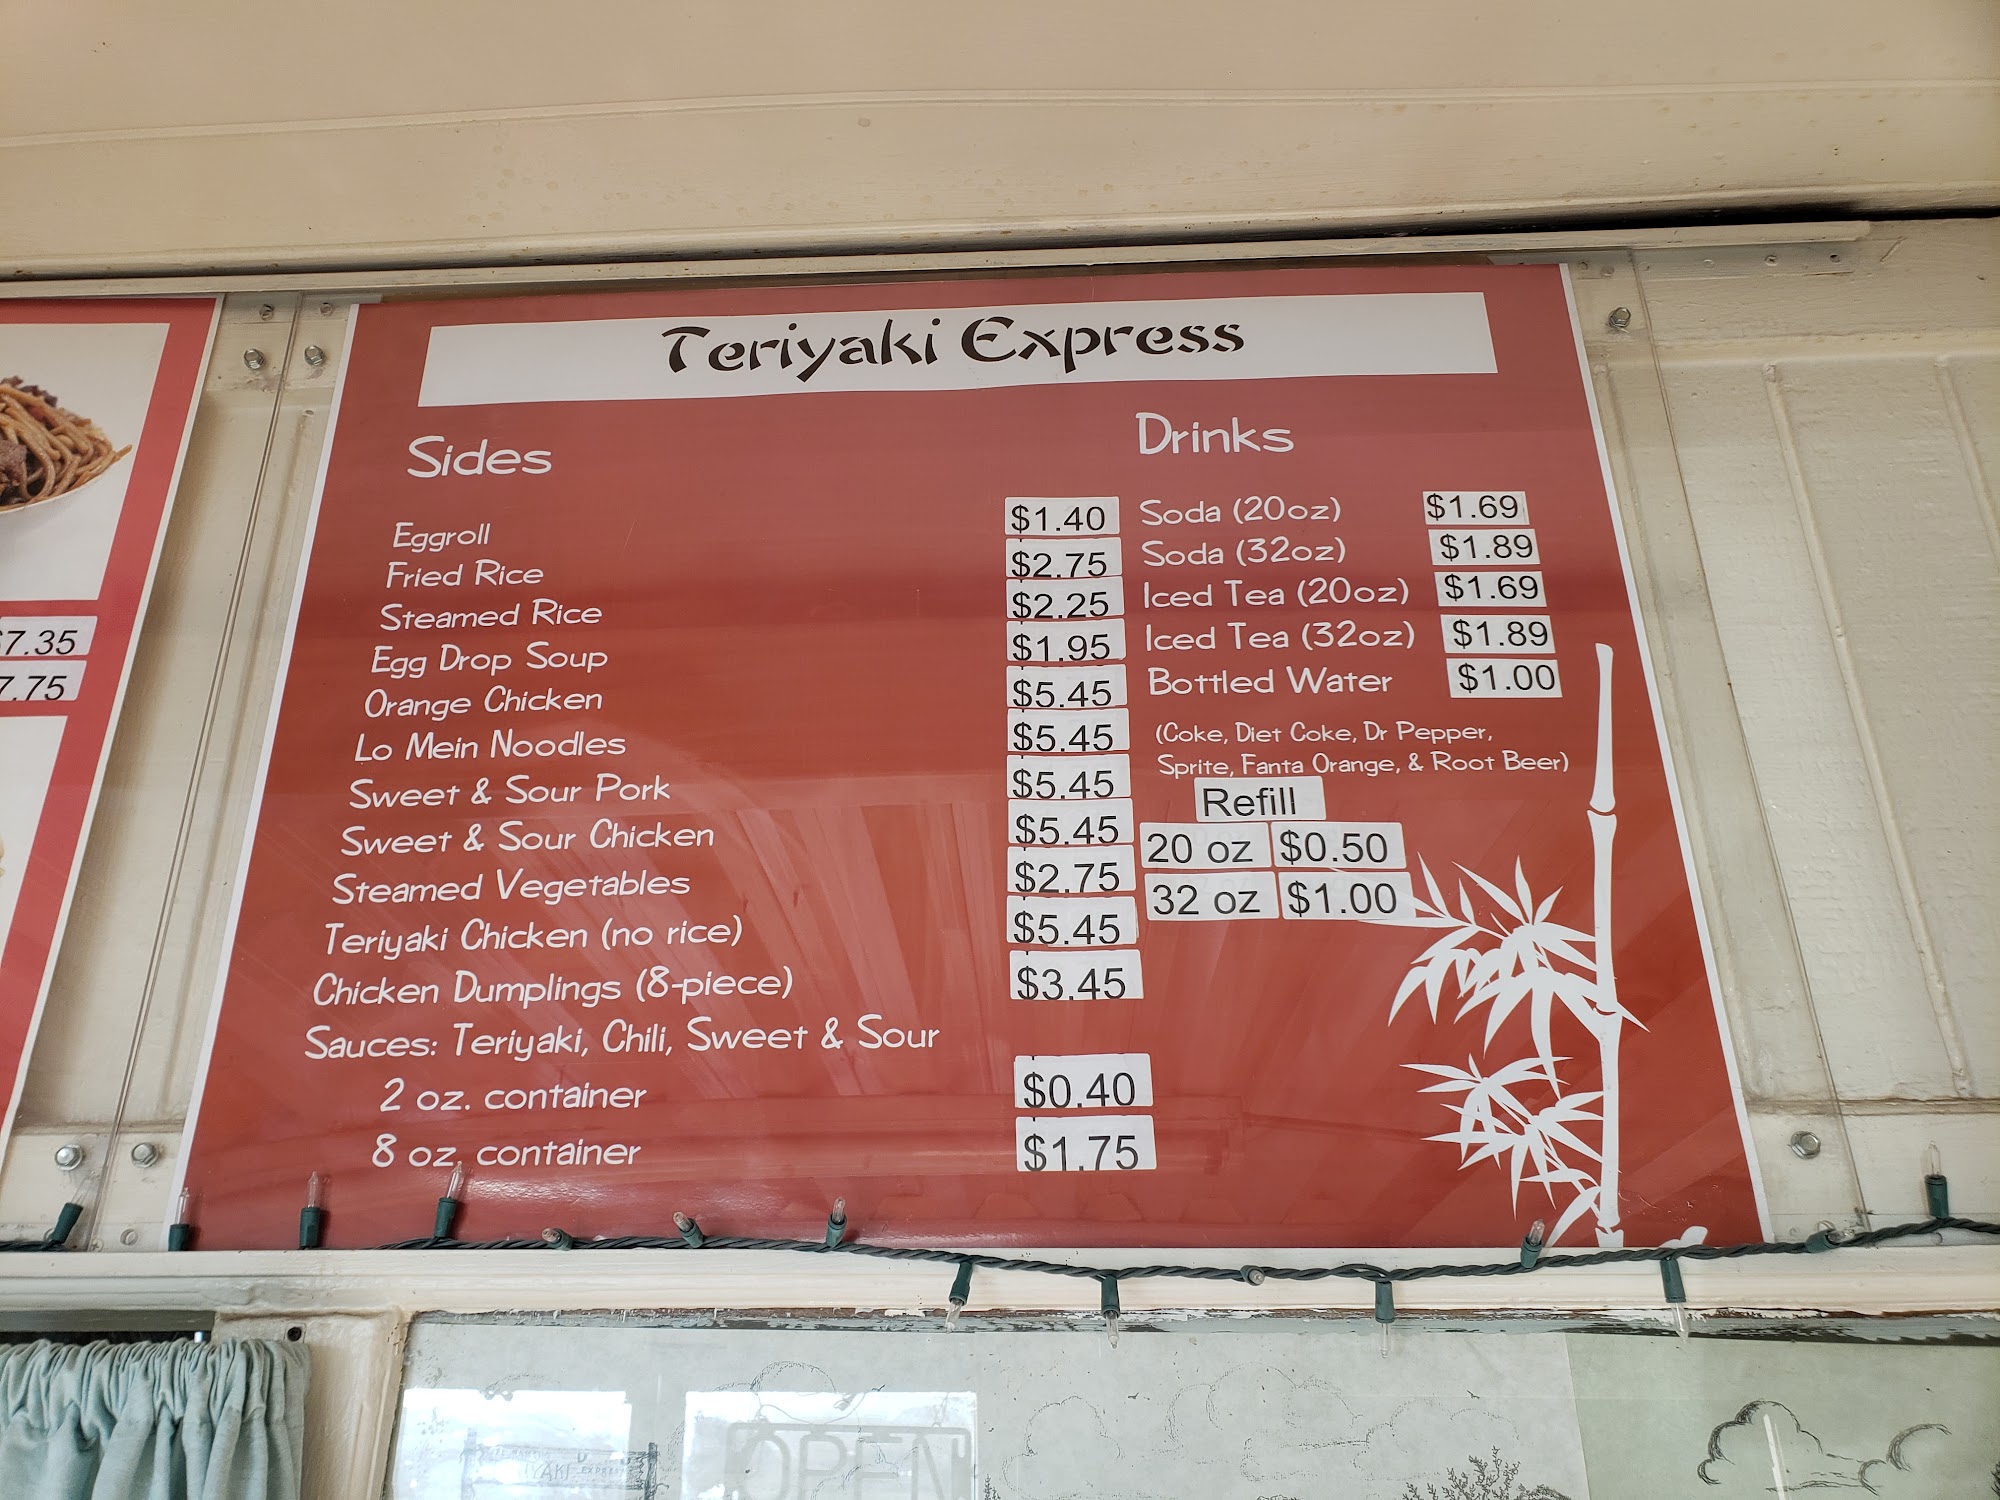 Teriyaki Express
Sides
Eggroll $1.40
Fried Rice $2.75
Steamed Rice $2.25
Egg Drop Soup $1.95
Orange Chicken $5.45
Lo Mein Noodles $5.45
Sweet & Sour Pork $5.45
Sweet & Sour Chicken $5.45
Steamed Vegetables $2.75
Teriyaki Chicken (no rice) $5.45
Chicken Dumplings (8-piece) $3.45
Sauces: Teriyaki, Chili, Sweet & Sour
2 oz. container $0.40
8 oz. container $1.75
Drinks
Soda (20oz) $1.69
Soda (32oz) $1.89
Iced Tea (20oz) $1.69
Iced Tea (32oz) $1.89
Bottled Water $1.00
(Coke, Diet Coke, Dr Pepper,
Sprite, Fanta Orange, & Root Beer)
Refill
20 oz $0.50
32 oz $1.00
7.35
7.75
OPEN